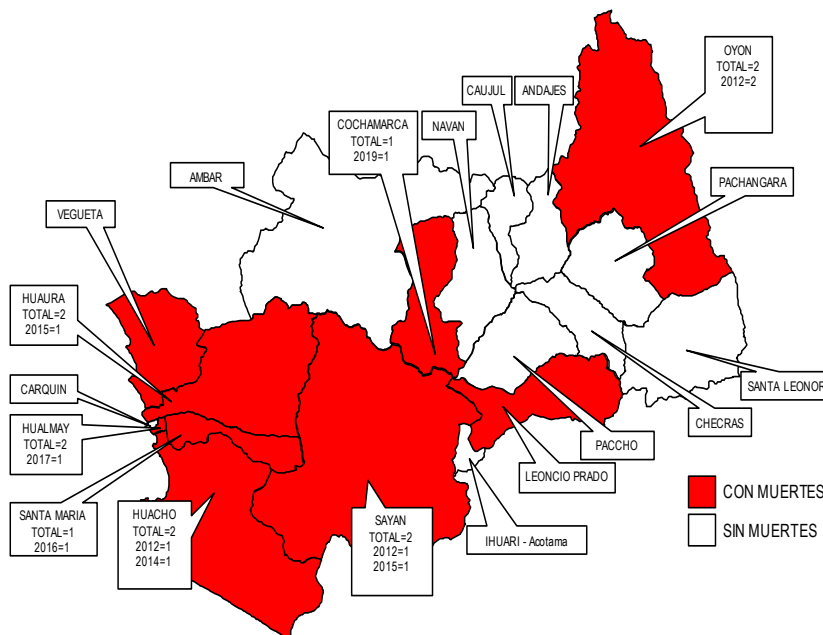 OYON
TOTAL=2
2012=2
CAUJUL
ANDAJES
COCHAMARCA
TOTAL=1
2019=1
NAVAN
AMBAR
PACHANGARA
VEGUETA
HUAURA
TOTAL=2
2015=1
CARQUIN
HUALMAY
TOTAL=2
2017=1
SANTA MARIA
TOTAL=1
2016=1
HUACHO
TOTAL=2
2012=1
2014=1
SAYAN
TOTAL=2
2012=1
2015=1
IHUARI - Acotama
LEONCIO PRADO
PACCHO
CHECRAS
SANTA LEONOR
CON MUERTES
SIN MUERTES